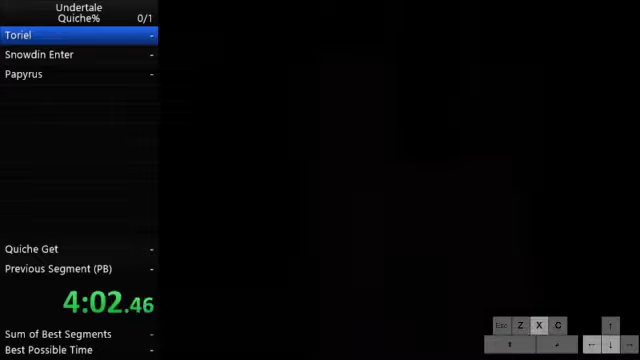 Undertale
Quiche% 0/1
Toriel -
Snowdin Enter -
Papyrus -
Quiche Get -
Previous Segment (PB) -
4:02.46
Sum of Best Segments -
Best Possible Time -
Esc Z X C ↑
⬆ ↲ ← ↓ →